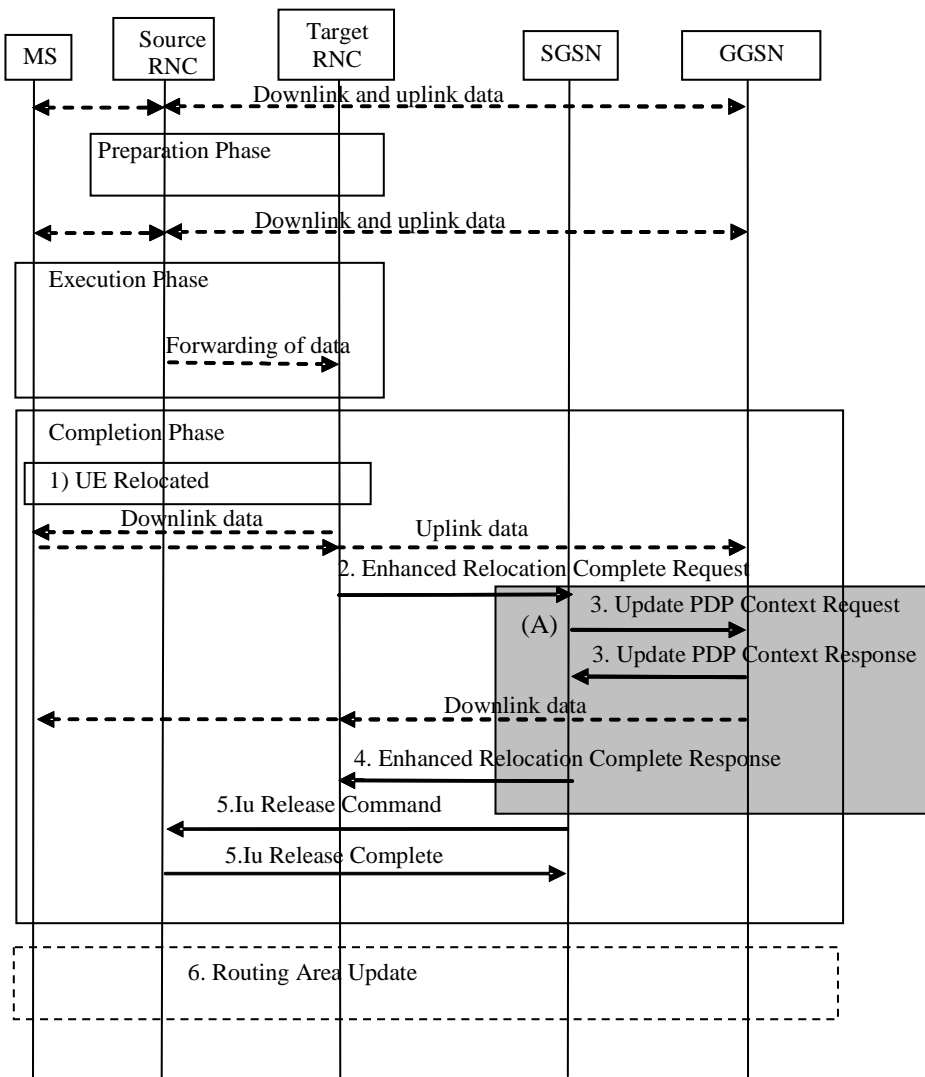 MS
Source
RNC
Target
RNC
SGSN
GGSN
Downlink and uplink data
Preparation Phase
Downlink and uplink data
Execution Phase
Forwarding of data
Completion Phase
1) UE Relocated
Downlink data
Uplink data
2. Enhanced Relocation Complete Request
(A)
3. Update PDP Context Request
3. Update PDP Context Response
Downlink data
4. Enhanced Relocation Complete Response
5.Iu Release Command
5.Iu Release Complete
6. Routing Area Update